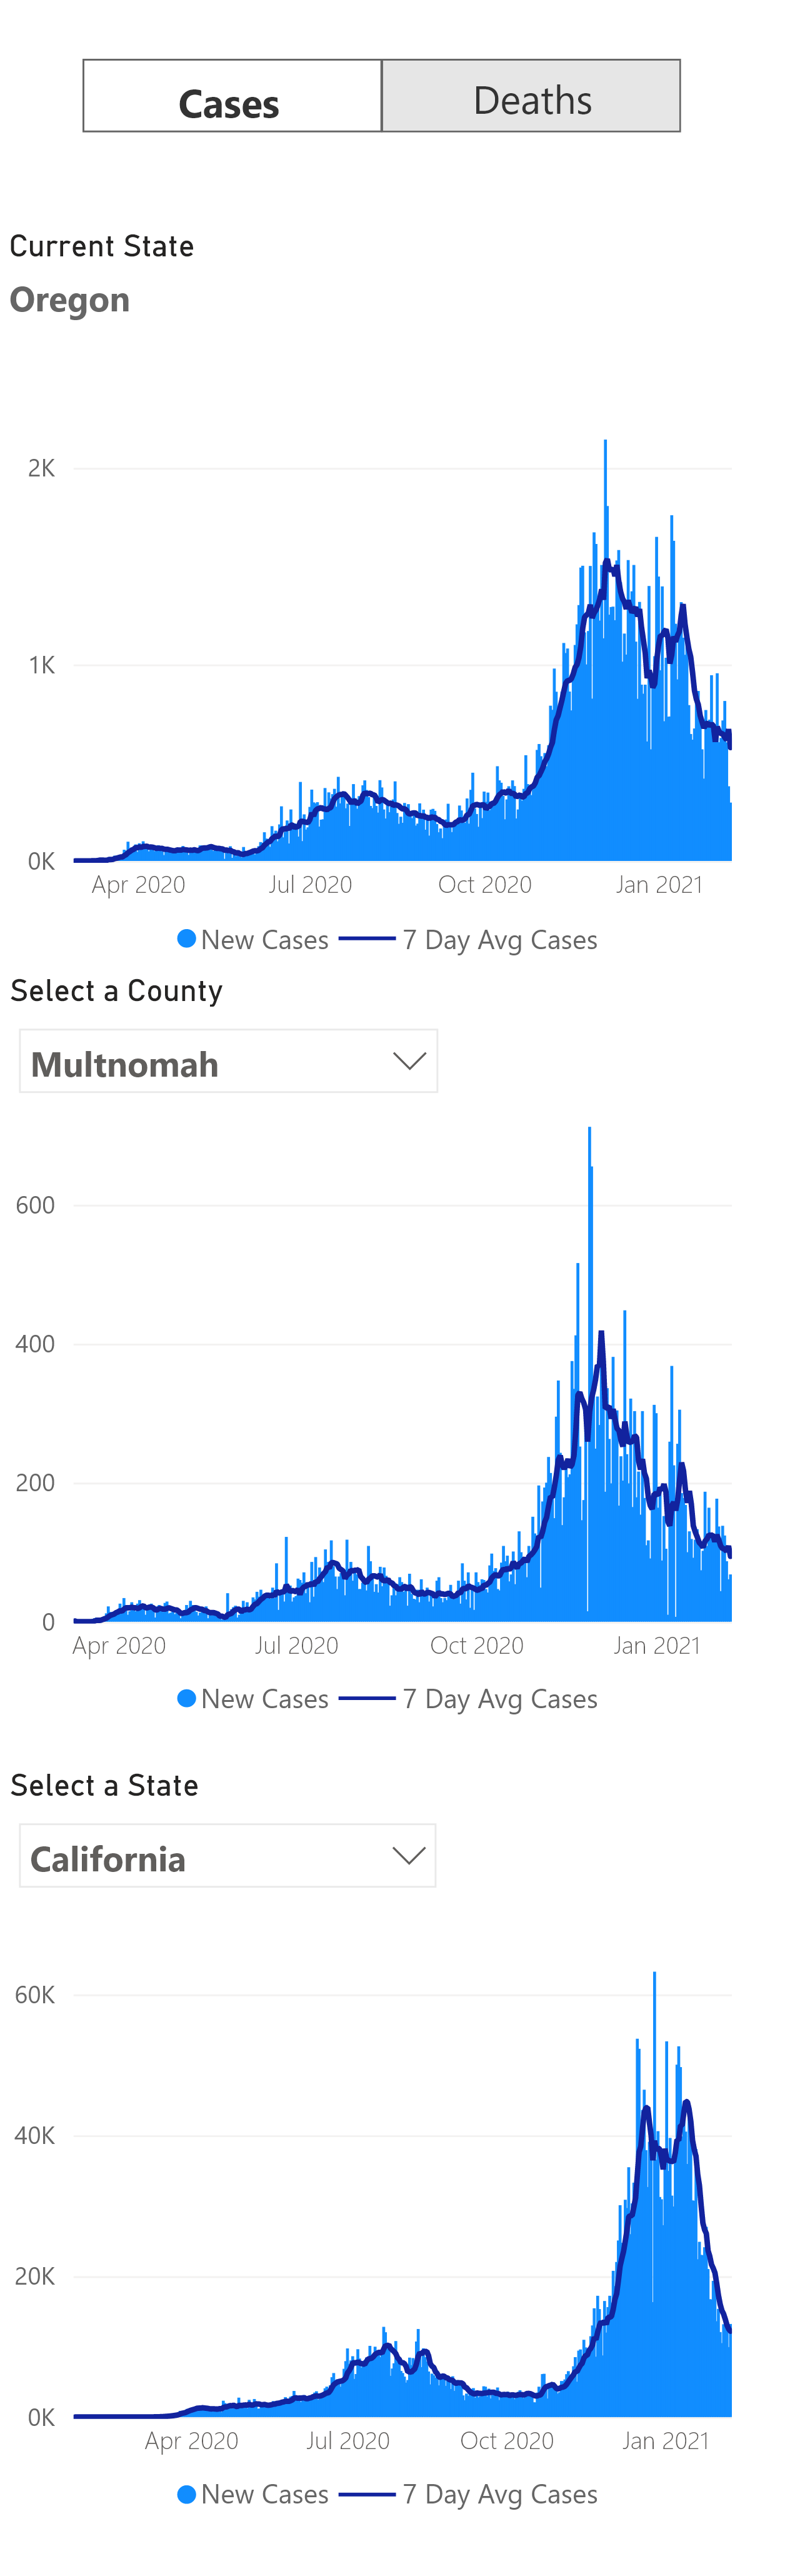 Cases Deaths
Current State
Oregon
2K
1K
0K
Apr 2020 Jul 2020 Oct 2020 Jan 2021
New Cases 7 Day Avg Cases
Select a County
Multnomah
600
400
200
0
Apr 2020 Jul 2020 Oct 2020 Jan 2021
New Cases 7 Day Avg Cases
Select a State
California
60K
40K
20K
0K
Apr 2020 Jul 2020 Oct 2020 Jan 2021
New Cases 7 Day Avg Cases